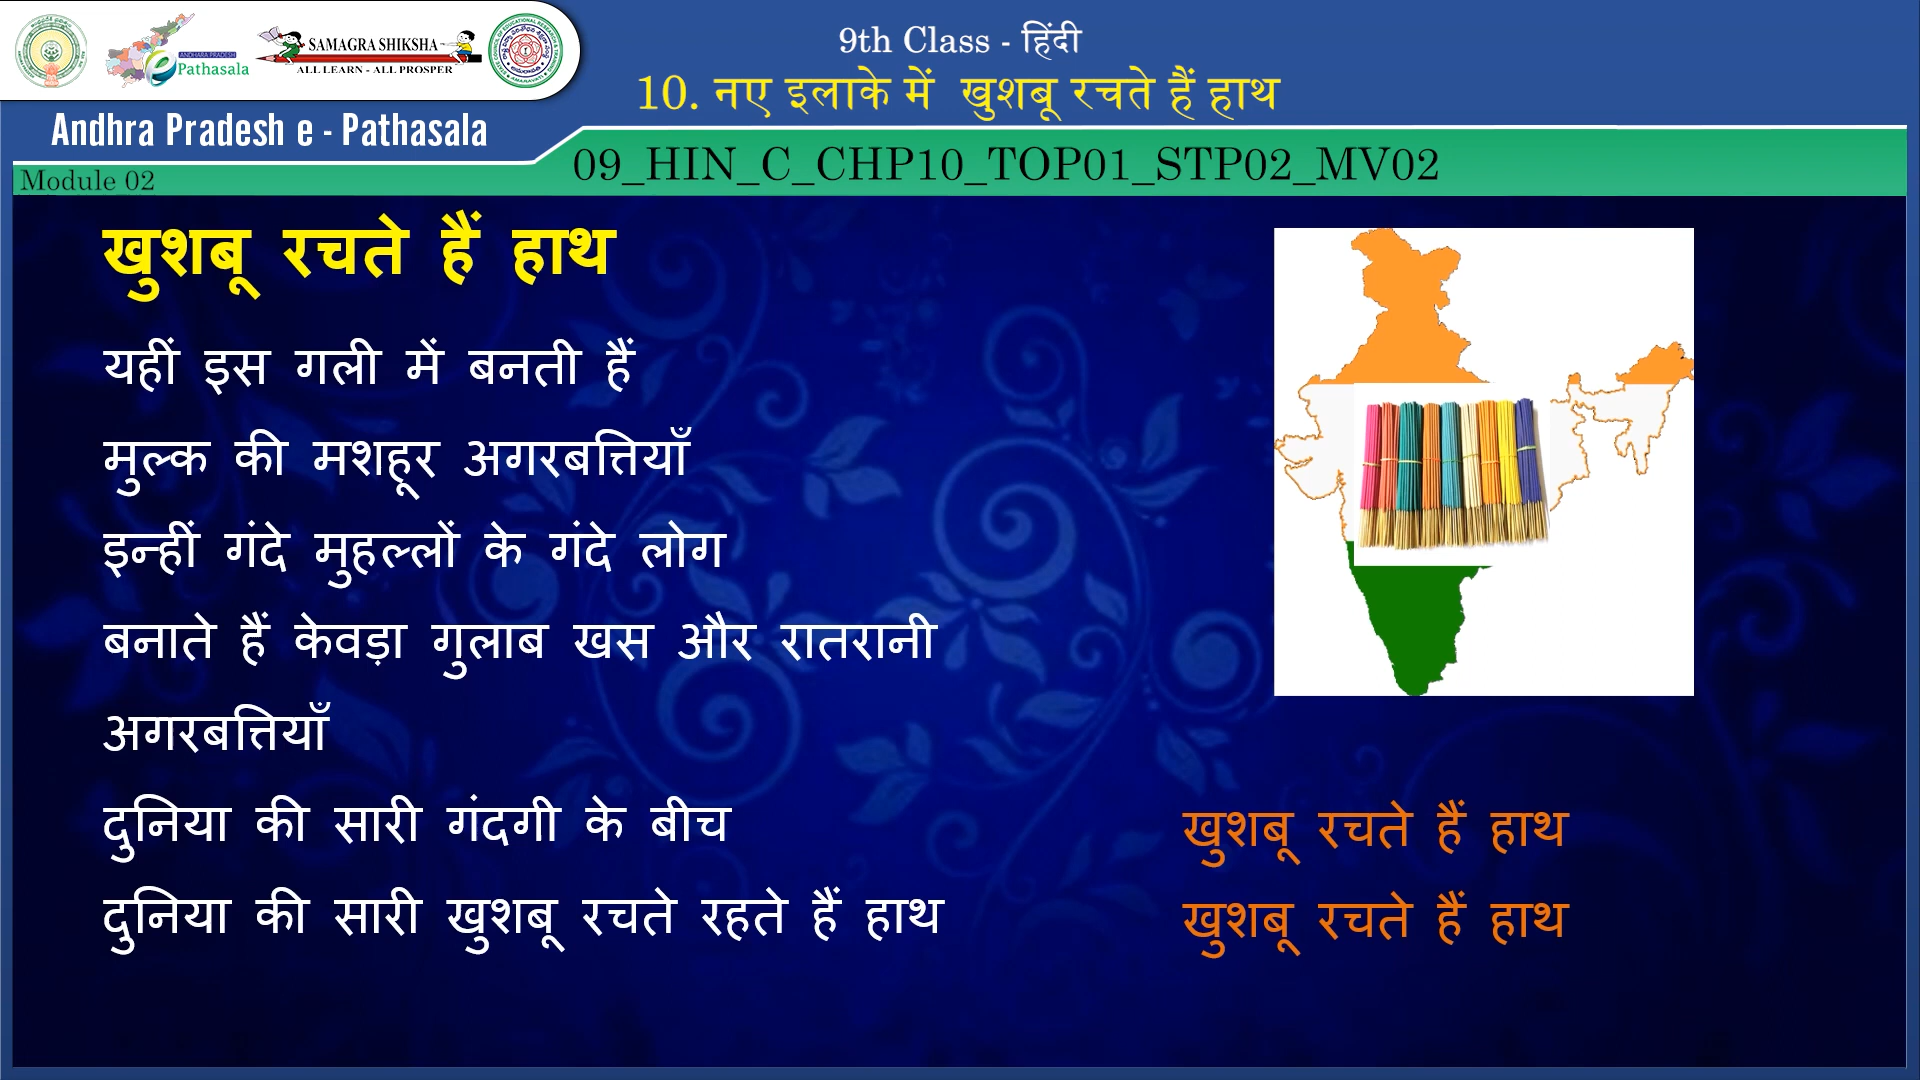 ANDHRA PRADESH
e Pathasala
SAMAGRA SHIKSHA
ALL LEARN - ALL PROSPER
Andhra Pradesh e - Pathasala
Module 02
9th Class - हिंदी
10. नए इलाके में खुशबू रचते हैं हाथ
09_HIN_C_CHP10_TOP01_STP02_MV02
खुशबू रचते हैं हाथ
यहीं इस गली में बनती हैं
मुल्क की मशहूर अगरबत्तियाँ
इन्हीं गंदे मुहल्लों के गंदे लोग
बनाते हैं केवड़ा गुलाब खस और रातरानी
अगरबत्तियाँ
दुनिया की सारी गंदगी के बीच
दुनिया की सारी खुशबू रचते रहते हैं हाथ
खुशबू रचते हैं हाथ
खुशबू रचते हैं हाथ